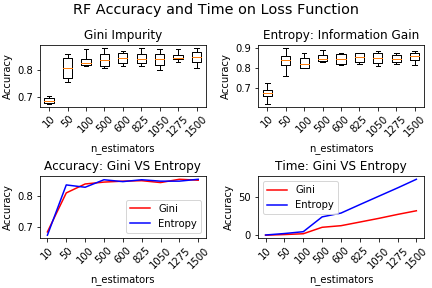 RF Accuracy and Time on Loss Function
Gini Impurity
Accuracy
0.8
0.7
10 50 100 500 600 825 1050 1275 1500
n_estimators
Entropy: Information Gain
Accuracy
0.9
0.8
0.7
10 50 100 500 600 825 1050 1275 1500
n_estimators
Accuracy: Gini VS Entropy
Accuracy
0.8
0.7
Gini
Entropy
10 50 100 500 600 825 1050 1275 1500
n_estimators
Time: Gini VS Entropy
Accuracy
50
0
Gini
Entropy
10 50 100 500 600 825 1050 1275 1500
n_estimators